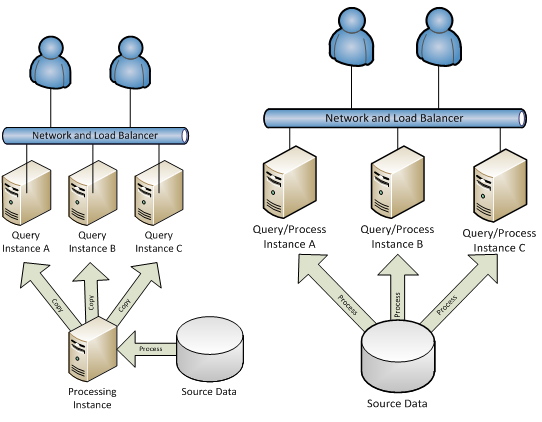 Network and Load Balancer
Query
Instance A
Query
Instance B
Query
Instance C
Copy
Copy
Copy
Process
Processing
Instance
Source Data
Network and Load Balancer
Query/Process
Instance A
Query/Process
Instance B
Query/Process
Instance C
Process
Process
Process
Source Data